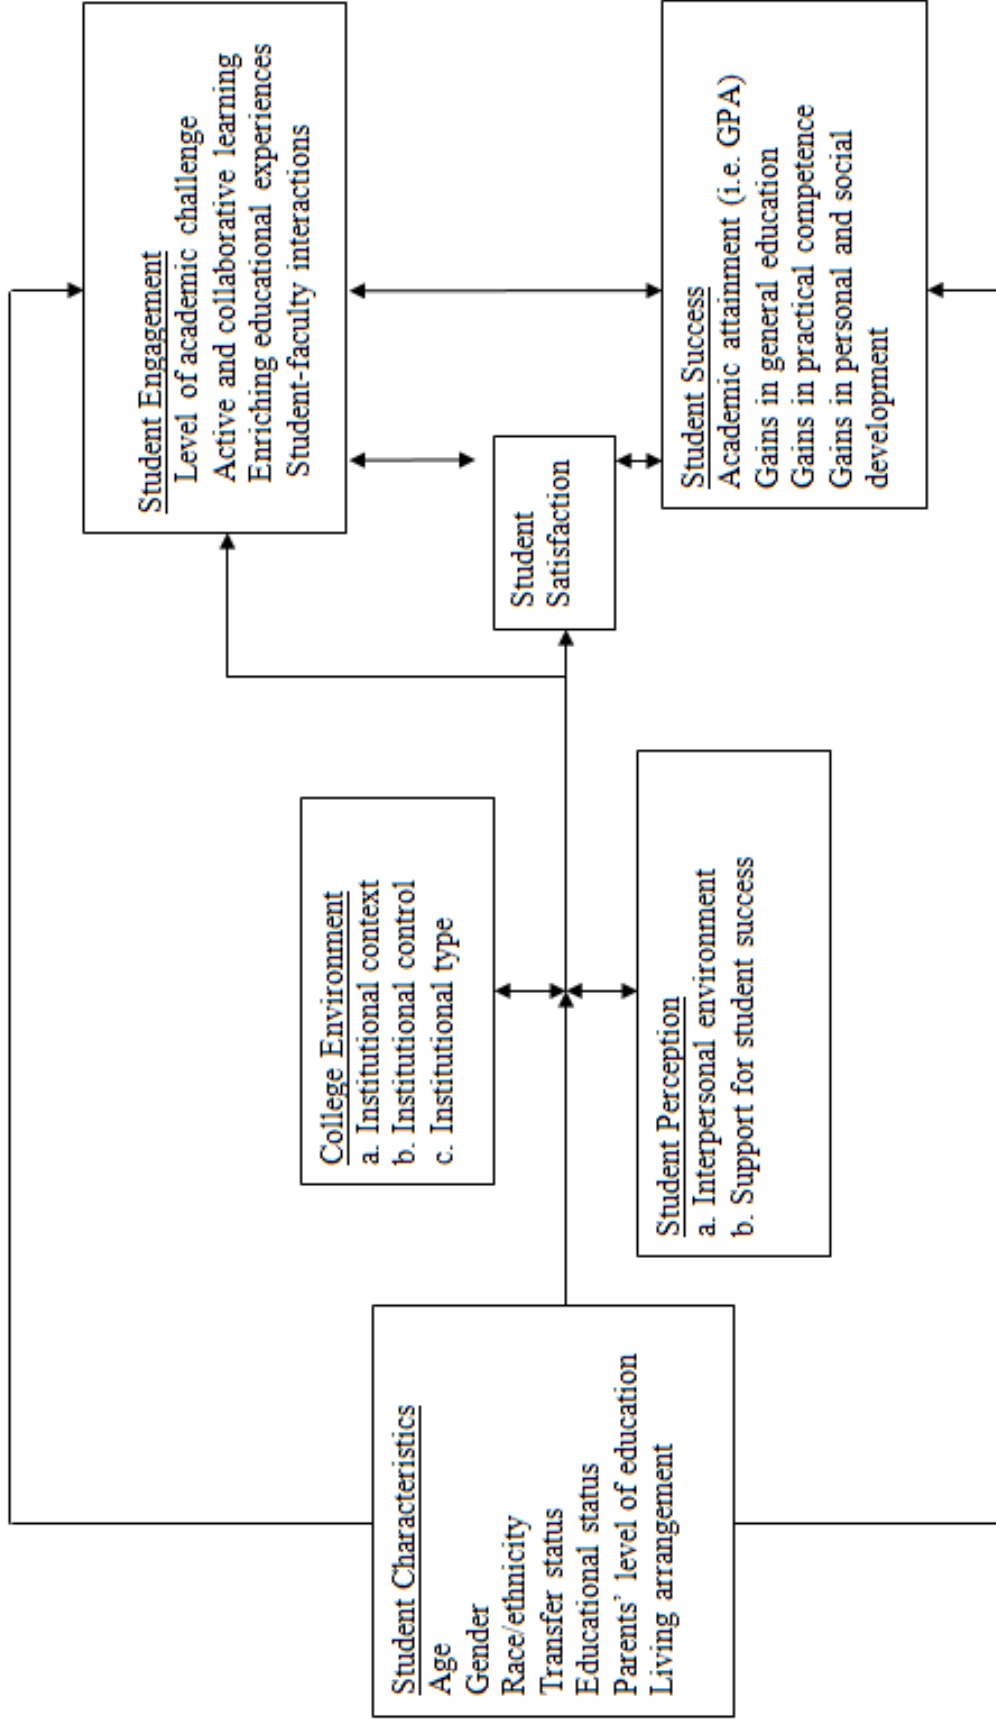 Student Characteristics
Age
Gender
Race/ethnicity
Transfer status
Educational status
Parents’ level of education
Living arrangement
College Environment
a. Institutional context
b. Institutional control
c. Institutional type
Student Perception
a. Interpersonal environment
b. Support for student success
Student Engagement
Level of academic challenge
Active and collaborative learning
Enriching educational experiences
Student-faculty interactions
Student
Satisfaction
Student Success
Academic attainment (i.e. GPA)
Gains in general education
Gains in practical competence
Gains in personal and social
development